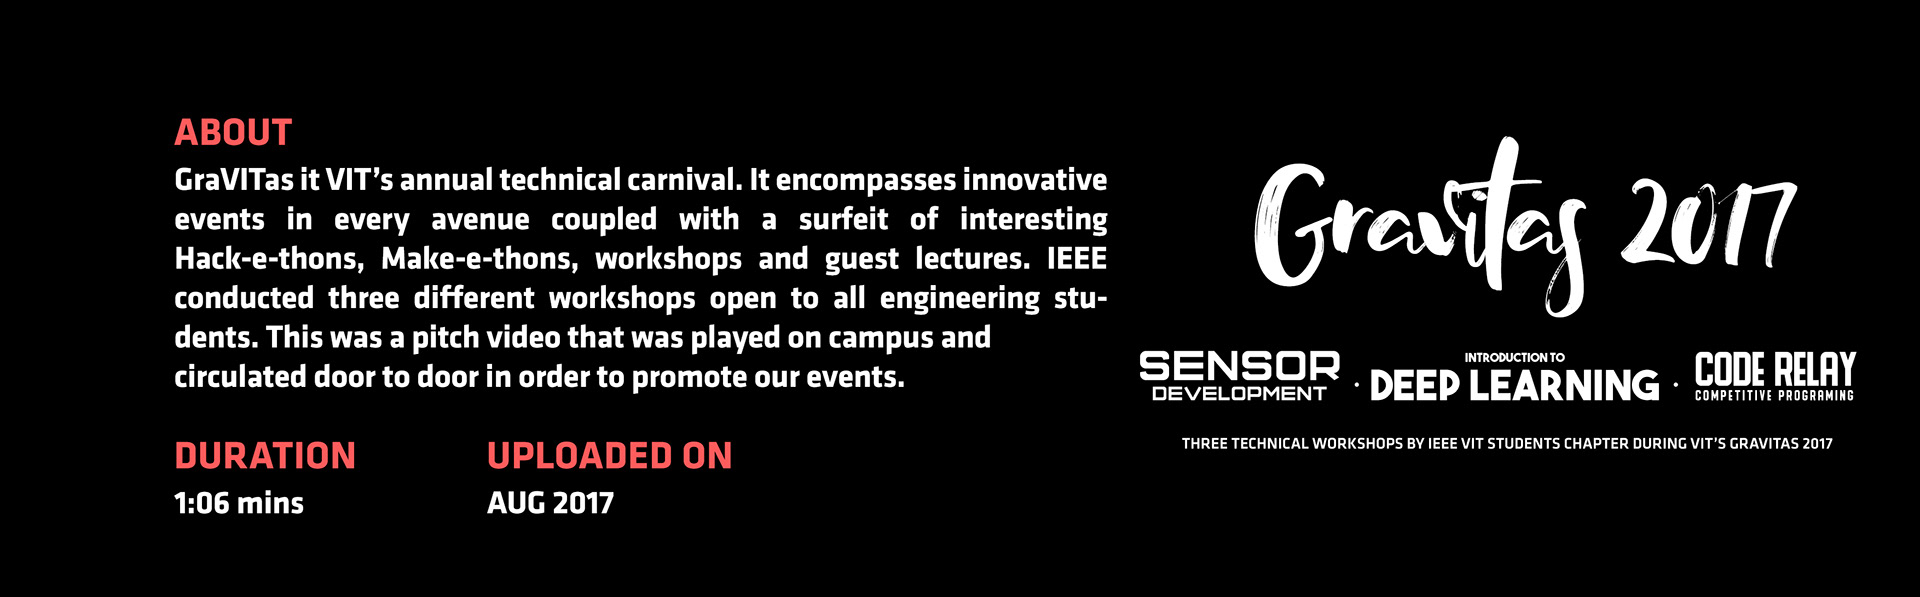 ABOUT
GraVITas it VIT’s annual technical carnival. It encompasses innovative
events in every avenue coupled with a surfeit of interesting
Hack-e-thons, Make-e-thons, workshops and guest lectures. IEEE
conducted three different workshops open to all engineering stu-
dents. This was a pitch video that was played on campus and
circulated door to door in order to promote our events.
DURATION
1:06 mins
UPLOADED ON
AUG 2017
Gravitas 2017
SENSOR
DEVELOPMENT
·
INTRODUCTION TO
DEEP LEARNING
·
CODE RELAY
COMPETITIVE PROGRAMING
THREE TECHNICAL WORKSHOPS BY IEEE VIT STUDENTS CHAPTER DURING VIT’S GRAVITAS 2017